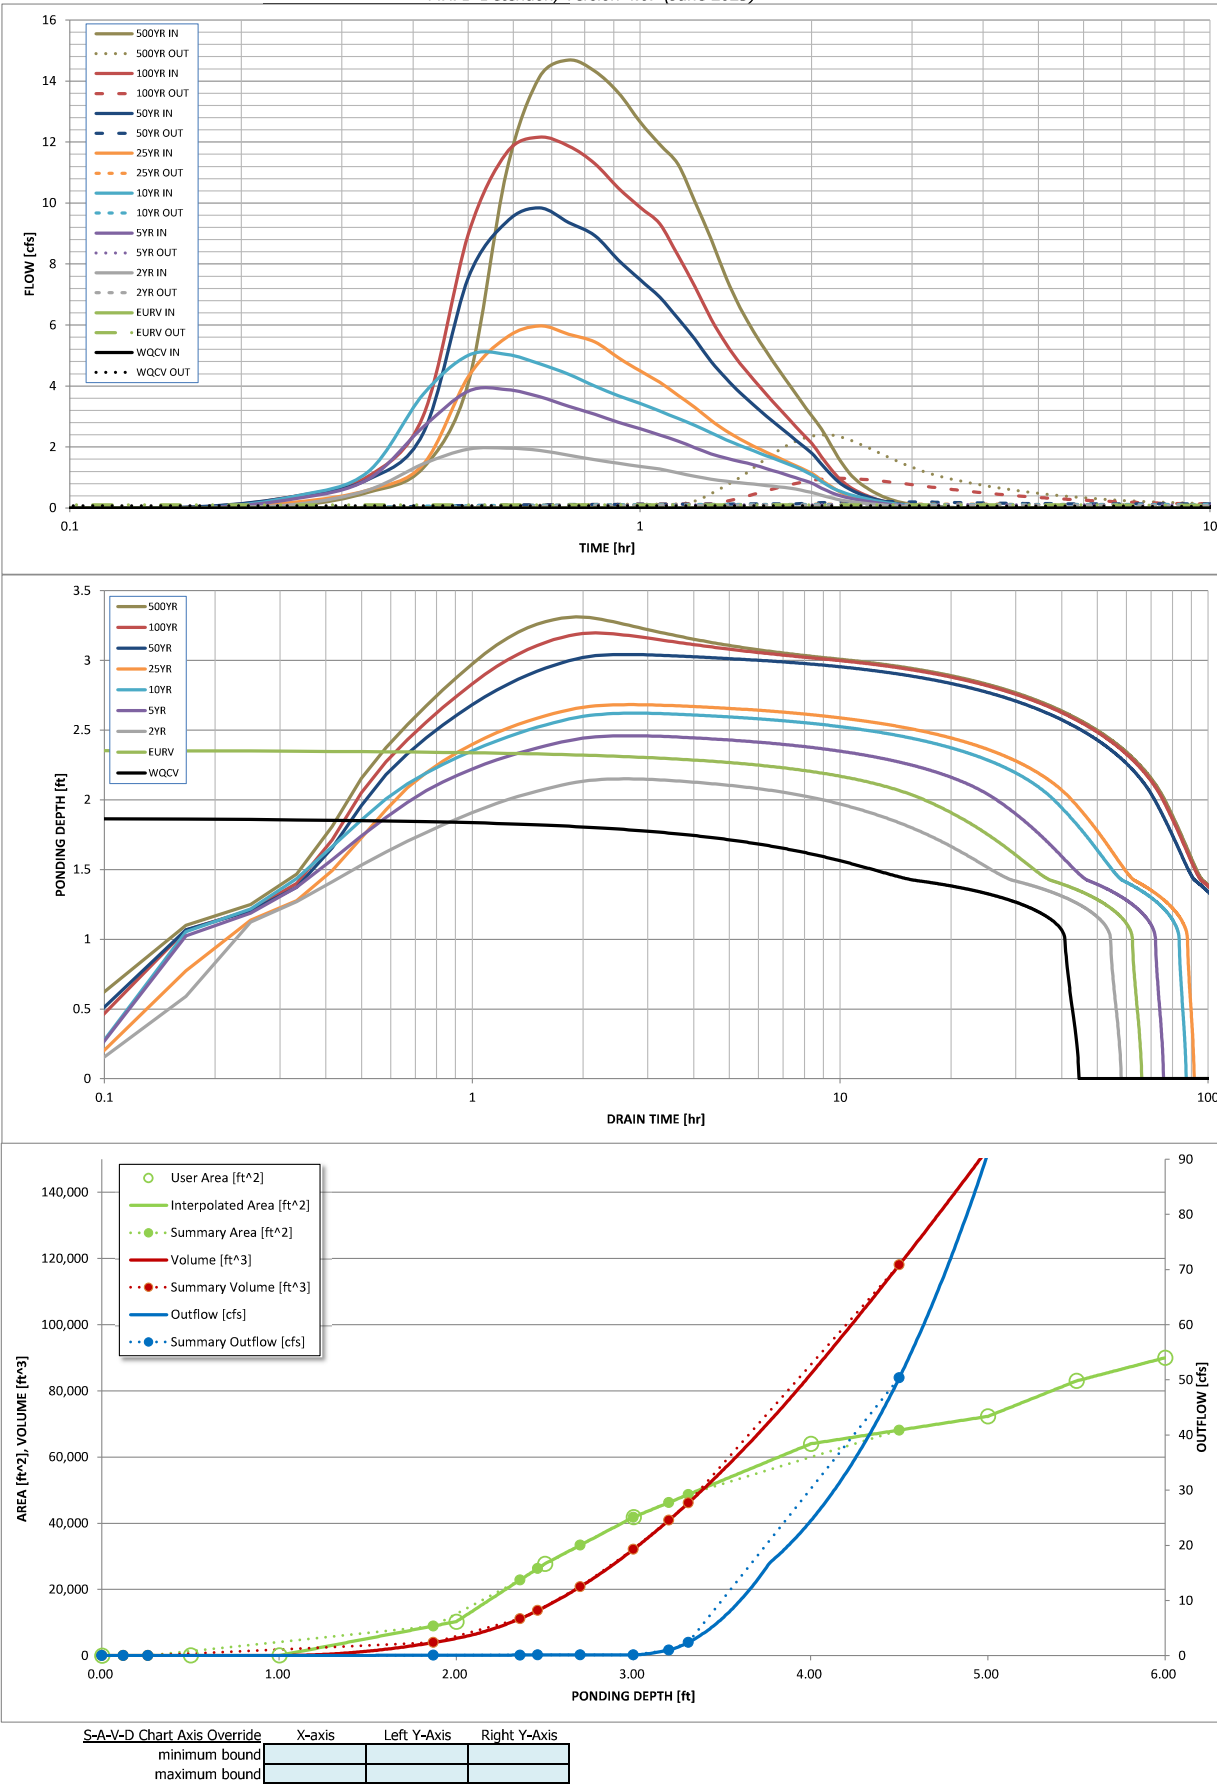 MHFD-Detention, Version 4.07 (June 2025)
16
14
12
10
8
6
4
2
0
FLOW [cfs]
500YR IN
500YR OUT
100YR IN
100YR OUT
50YR IN
50YR OUT
25YR IN
25YR OUT
10YR IN
10YR OUT
5YR IN
5YR OUT
2YR IN
2YR OUT
EURV IN
EURV OUT
WQCV IN
WQCV OUT
0.1 1 10
TIME [hr]
3.5
3
2.5
2
1.5
1
0.5
0
PONDING DEPTH [ft]
500YR
100YR
50YR
25YR
10YR
5YR
2YR
EURV
WQCV
0.1 1 10 100
DRAIN TIME [hr]
140,000
120,000
100,000
80,000
60,000
40,000
20,000
0
AREA [ft^2], VOLUME [ft^3]
User Area [ft^2]
Interpolated Area [ft^2]
Summary Area [ft^2]
Volume [ft^3]
Summary Volume [ft^3]
Outflow [cfs]
Summary Outflow [cfs]
90
80
70
60
50
40
30
20
10
0
OUTFLOW [cfs]
0.00 1.00 2.00 3.00 4.00 5.00 6.00
PONDING DEPTH [ft]
S-A-V-D Chart Axis Override X-axis Left Y-Axis Right Y-Axis
minimum bound
maximum bound